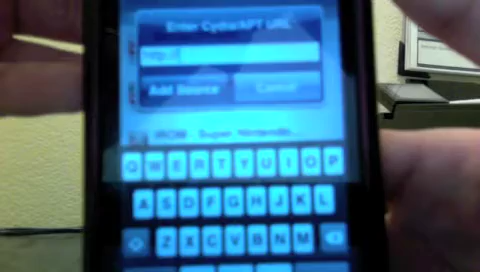 Enter Cydia/APT URL
http://
Add Source
Cancel
Super Nintendo...
Q W E R T Y U I O P
A S D F G H J K L
Z X C V B N M